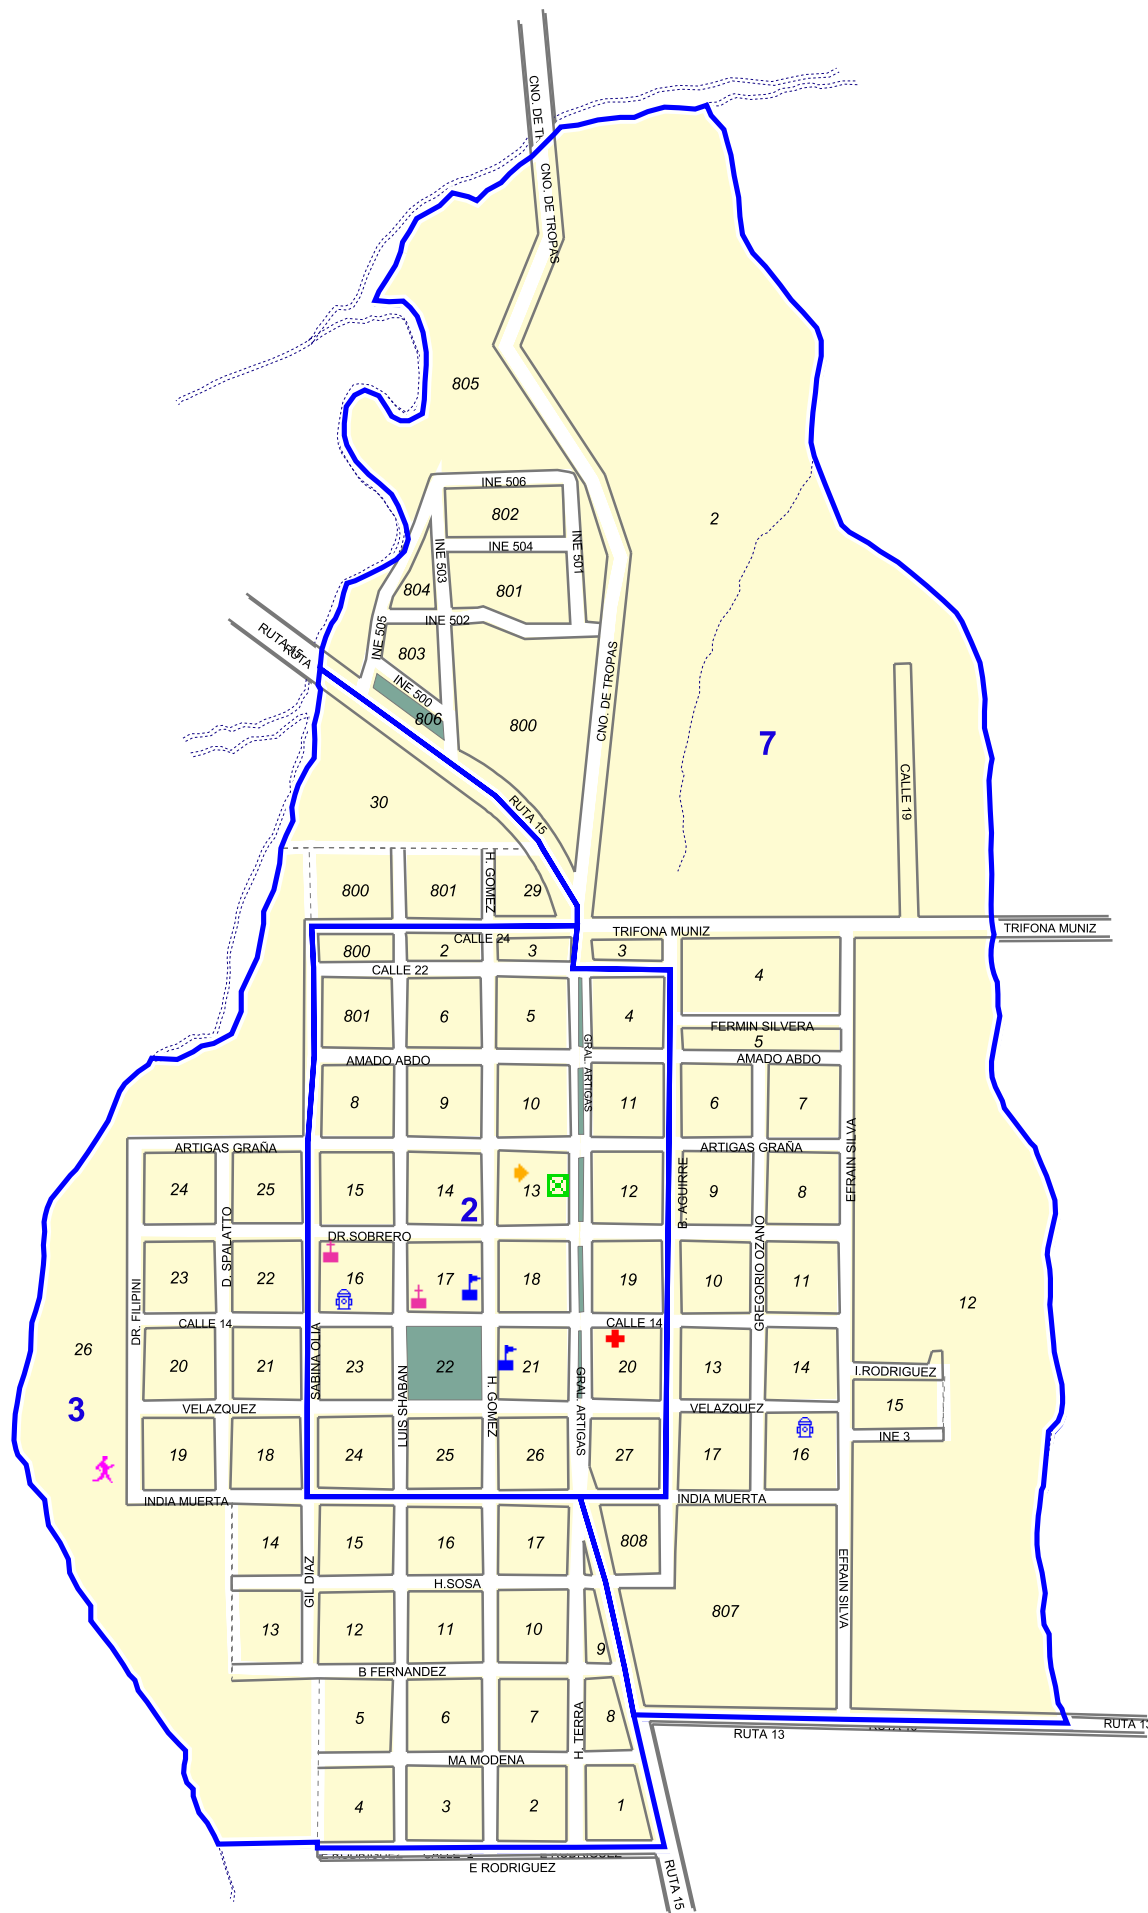 CNO. DE TR
CNO. DE TROPAS
805
INE 506
802
2
INE 504
INE 503
INE 501
804
801
INE 502
RUTA 15
RUTA
INE 505
803
INE 500
CNO. DE TROPAS
806
800
7
CALLE 19
30
RUTA 15
800
801
H. GOMEZ
29
TRIFONA MUNIZ
TRIFONA MUNIZ
CALLE 24
800
2
3
3
CALLE 22
4
801
6
5
4
FERMIN SILVERA
5
AMADO ABDO
GRAL. ARTIGAS
AMADO ABDO
8
9
10
11
6
7
ARTIGAS GRAÑA
ARTIGAS GRAÑA
EFRAIN SILVA
24
25
15
14
13
12
B. AGUIRRE
9
8
2
D. SPALATTO
DR.SOBRERO
GREGORIO OZANO
23
22
16
17
18
19
10
11
12
DR. FILIPINI
CALLE 14
CALLE 14
26
20
21
SABINA OLIA
23
22
21
20
13
14
I.RODRIGUEZ
3
VELAZQUEZ
LUIS SHABAN
H. GOMEZ
GRAL. ARTIGAS
VELAZQUEZ
15
INE 3
19
18
24
25
26
27
17
16
INDIA MUERTA
INDIA MUERTA
14
15
16
17
808
GIL DIAZ
H.SOSA
EFRAIN SILVA
13
12
11
10
9
807
B FERNANDEZ
5
6
7
H. TERRA
8
RUTA 13
RUTA 13
MA MODENA
4
3
2
1
E RODRIGUEZ
RUTA 15